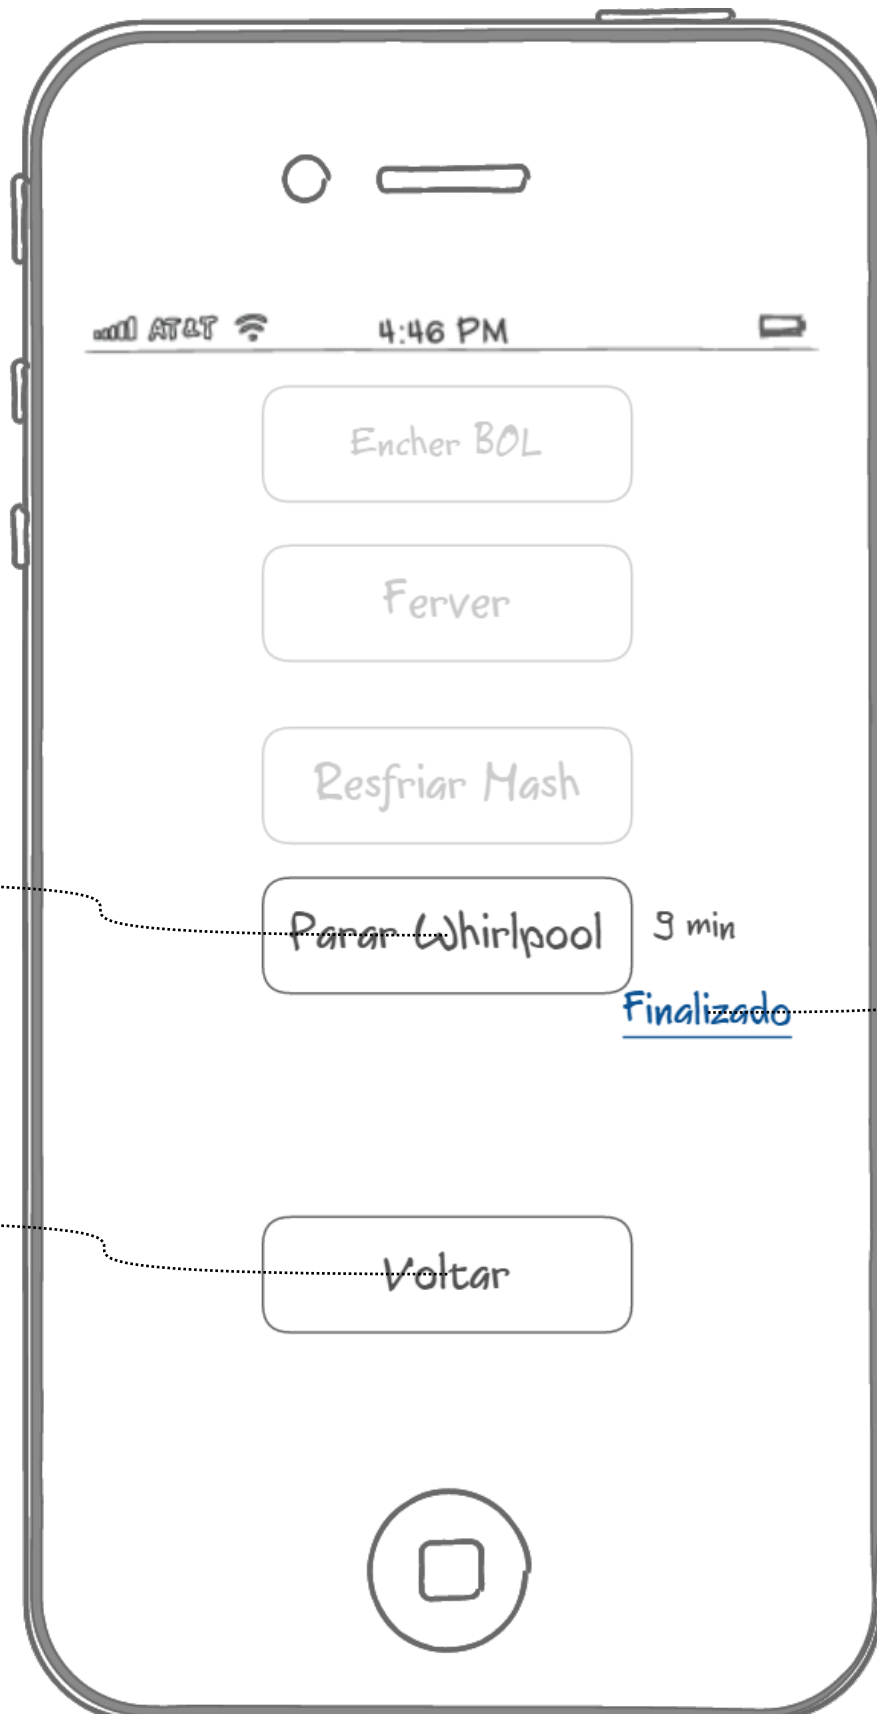 AT&T 4:46 PM
Encher BOL
Ferver
Resfriar Mash
Parar Whirlpool 9 min
Finalizado
Voltar